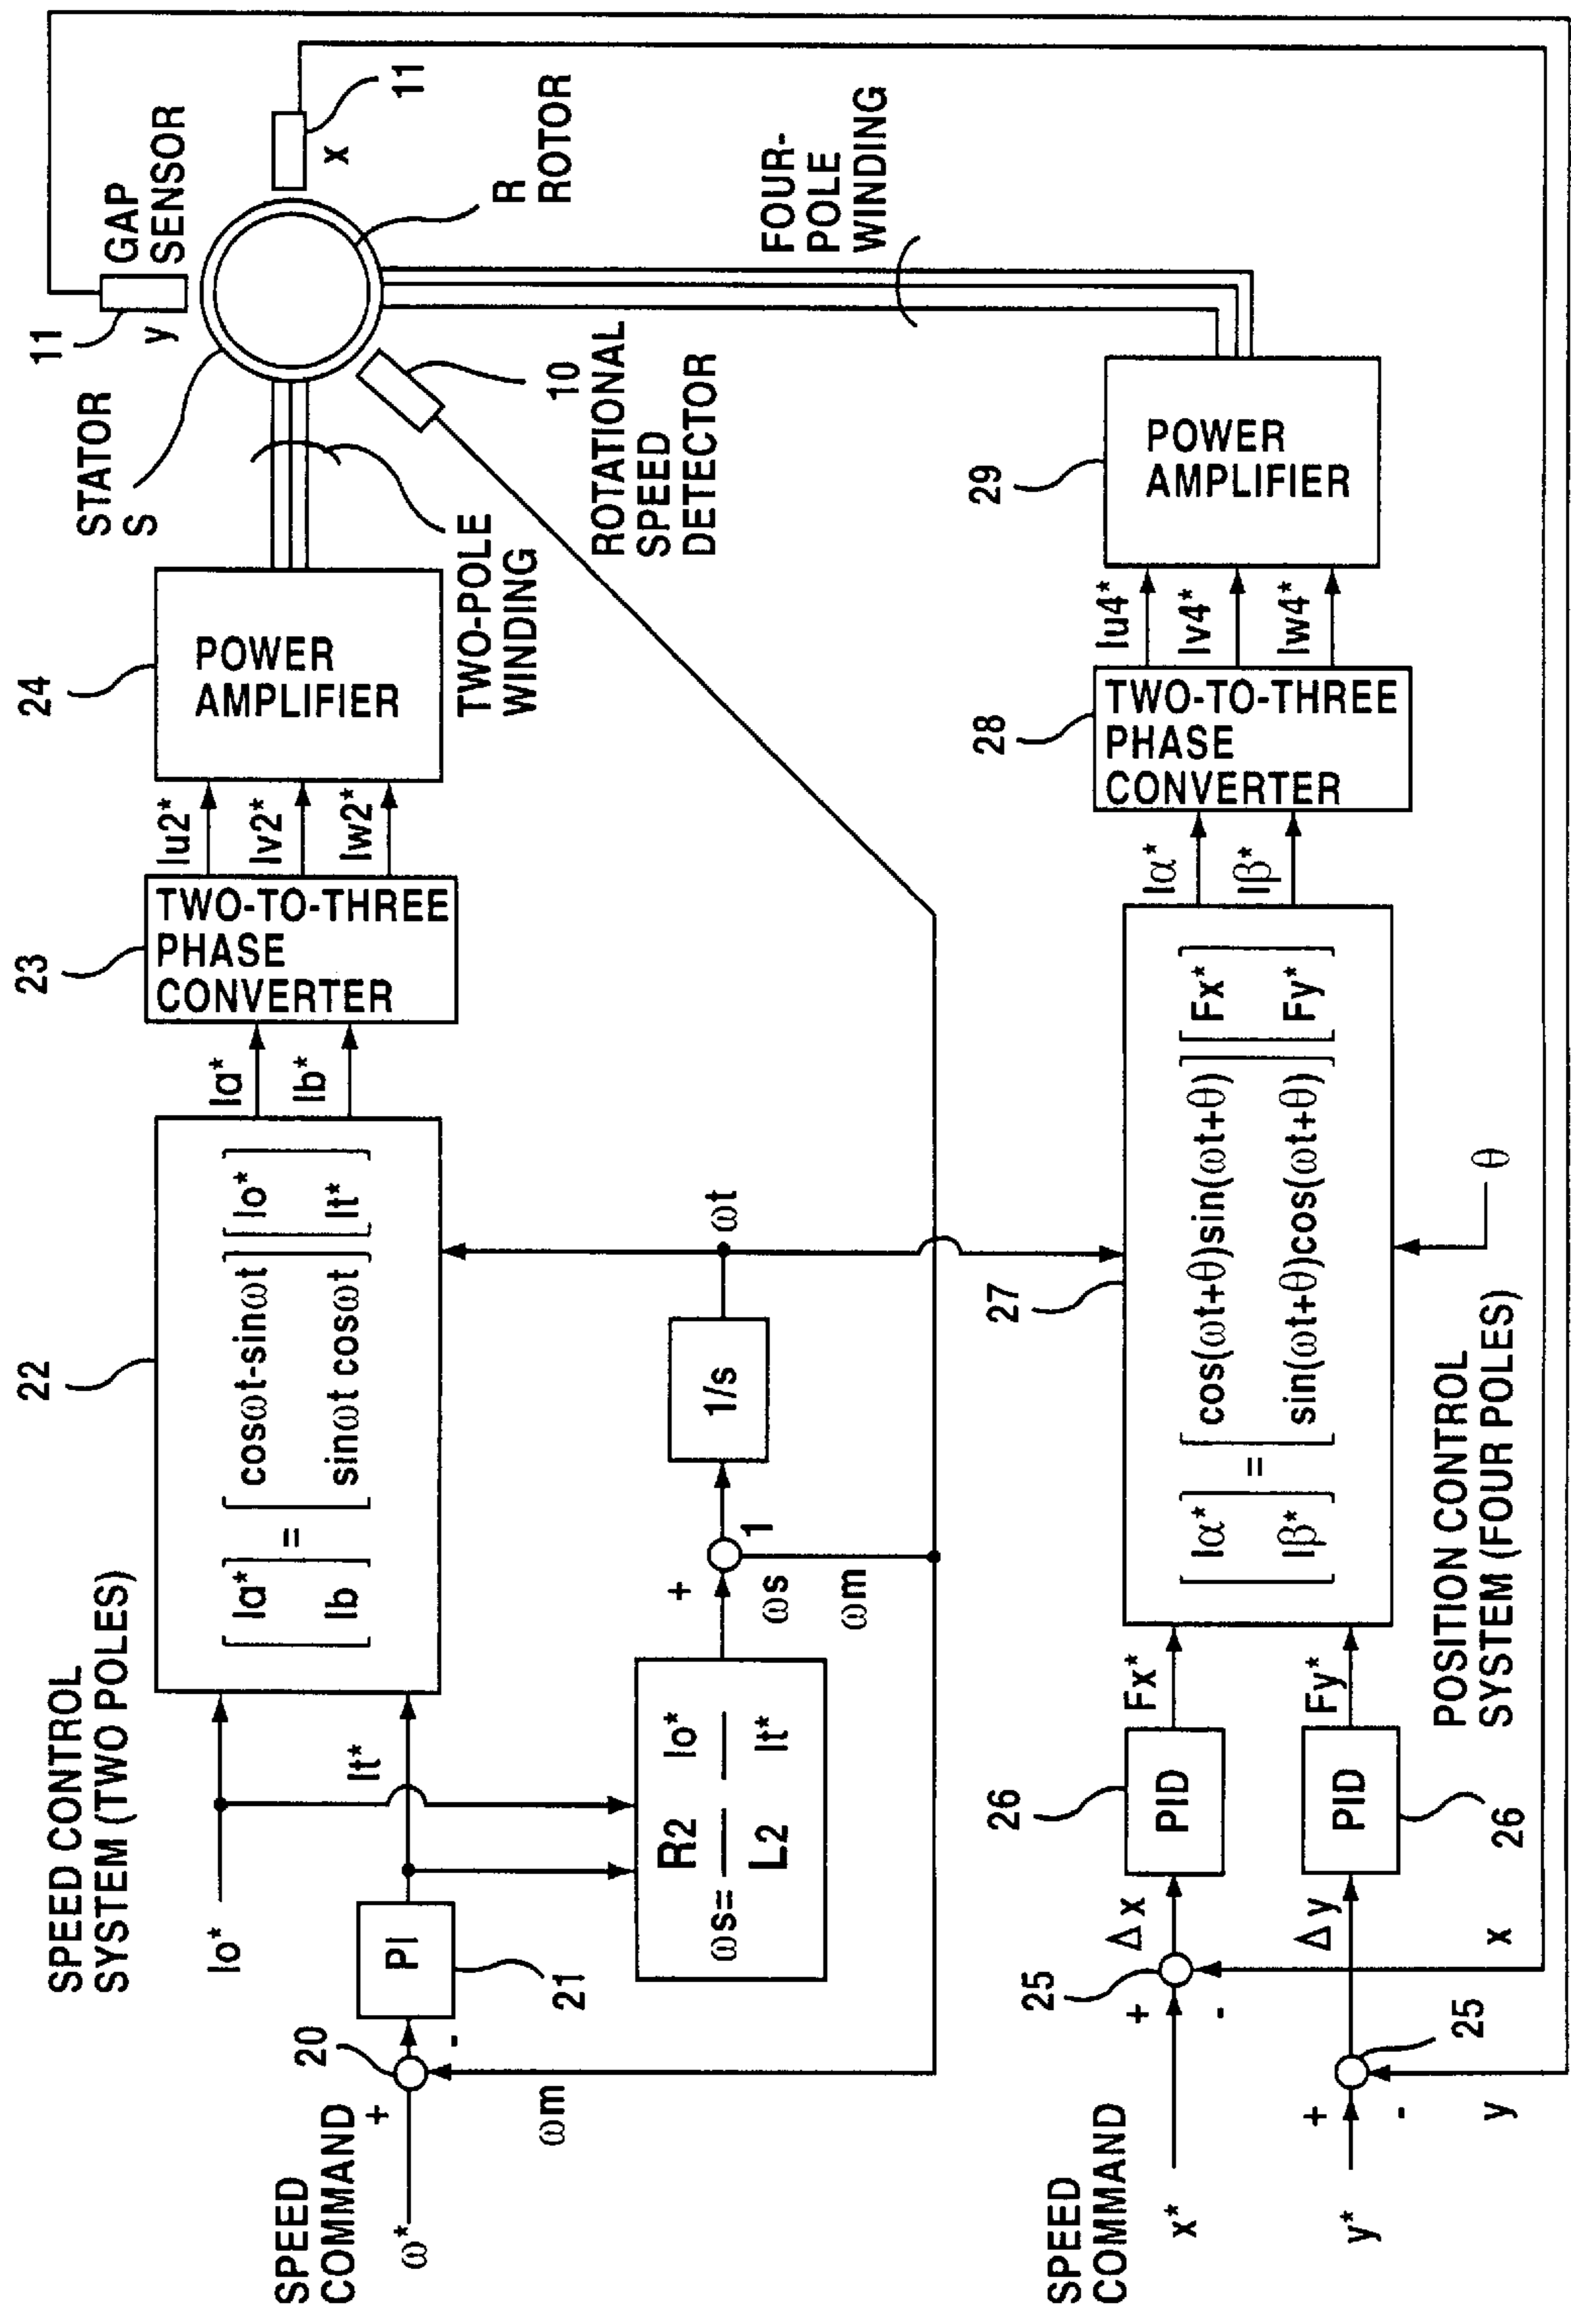 SPEED CONTROL
SYSTEM (TWO POLES)
SPEED
COMMAND
ω*
+
-
20
ωm
PI
21
Io*
It*
ωs= R2/L2 Io*/It*
+
ωs
ωm
1
1/s
ωt
22
[Ia* Ib] = [cosωt-sinωt sinωt cosωt] [Io* It*]
Ia*
Ib*
23
TWO-TO-THREE
PHASE
CONVERTER
Iu2*
Iv2*
Iw2*
24
POWER
AMPLIFIER
TWO-POLE
WINDING
STATOR
S
11
y
GAP
SENSOR
11
x
R
ROTOR
10
ROTATIONAL
SPEED
DETECTOR
FOUR-
POLE
WINDING
SPEED
COMMAND
x*
y*
+
-
25
Δx
+
-
25
Δy
x
y
26
PID
PID
26
Fx*
Fy*
POSITION CONTROL
SYSTEM (FOUR POLES)
27
[Iα* Iβ*] = [cos(ωt+θ)sin(ωt+θ) sin(ωt+θ)cos(ωt+θ)] [Fx* Fy*]
θ
Iα*
Iβ*
28
TWO-TO-THREE
PHASE
CONVERTER
Iu4*
Iv4*
Iw4*
29
POWER
AMPLIFIER